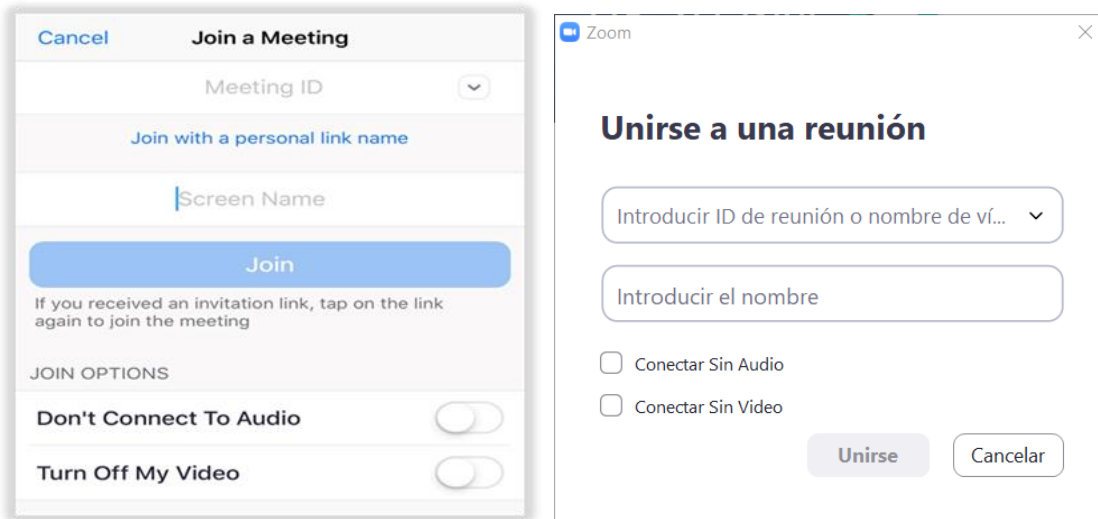 Cancel Join a Meeting
Meeting ID
Join with a personal link name
Screen Name
Join
If you received an invitation link, tap on the link
again to join the meeting
JOIN OPTIONS
Don't Connect To Audio
Turn Off My Video
Zoom
Unirse a una reunión
Introducir ID de reunión o nombre de ví...
Introducir el nombre
Conectar Sin Audio
Conectar Sin Video
Unirse Cancelar